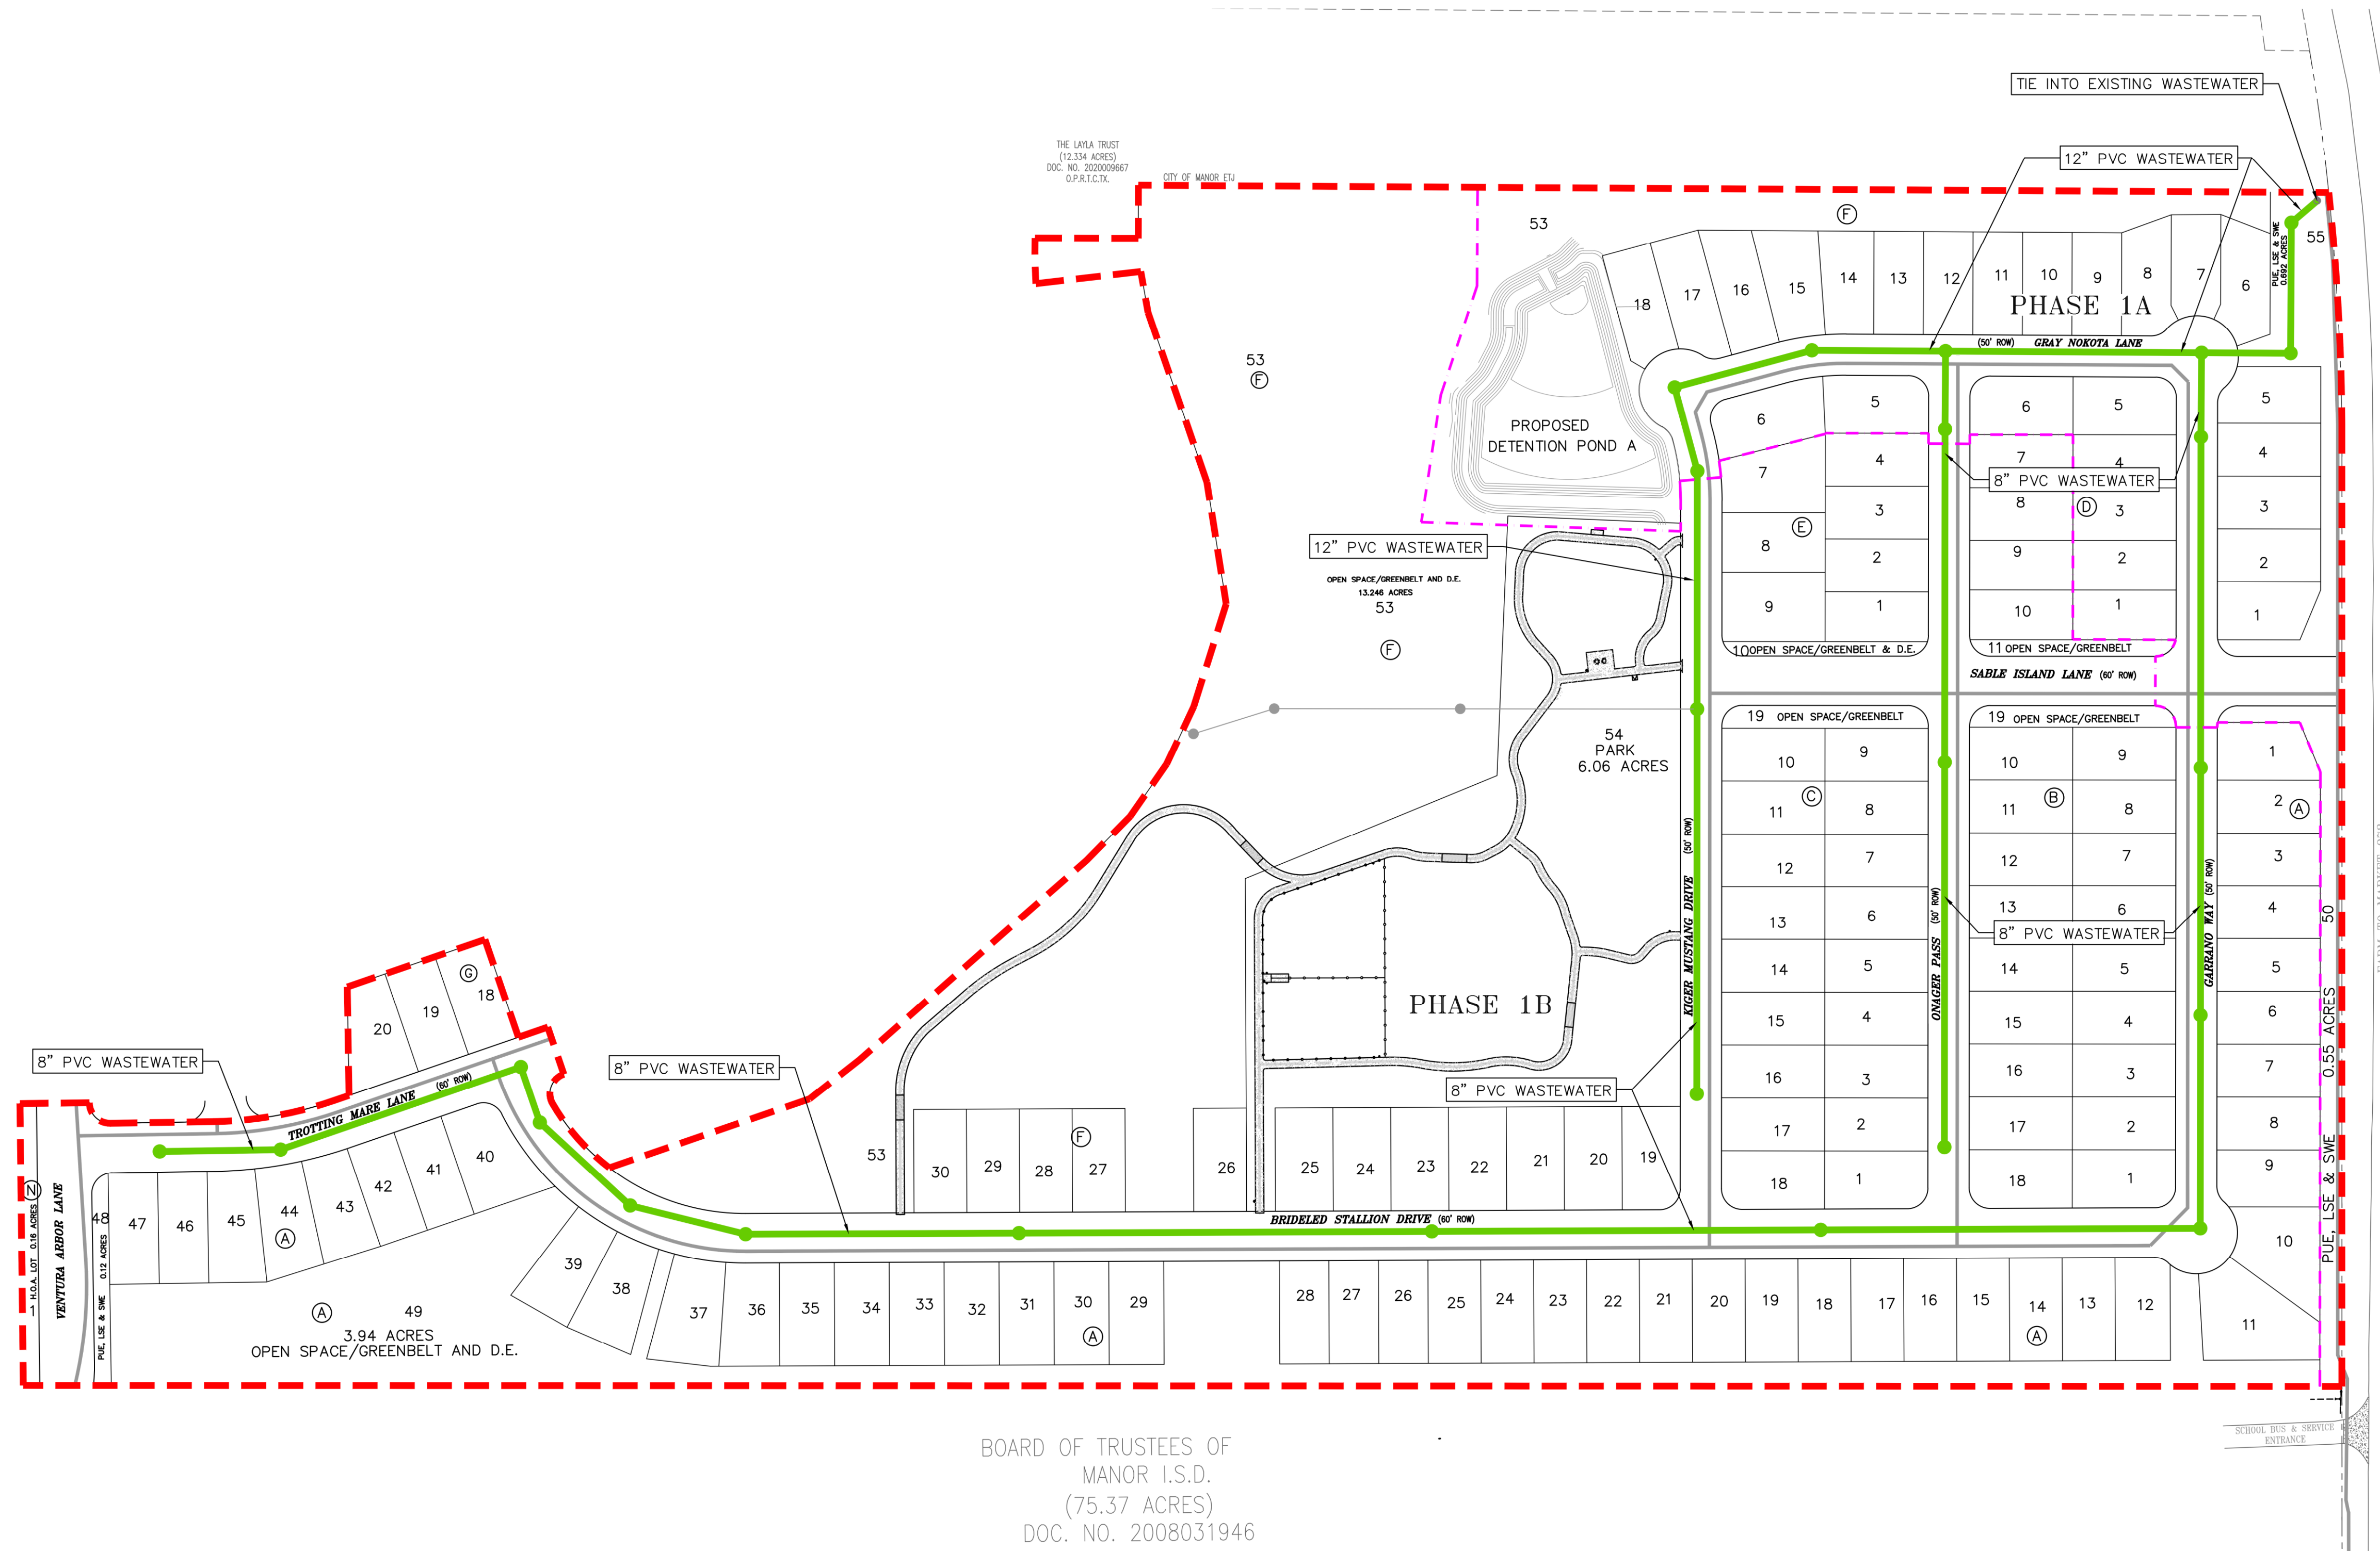 TIE INTO EXISTING WASTEWATER
12" PVC WASTEWATER
THE LAYLA TRUST
(12.334 ACRES)
DOC. NO. 2020009667
O.P.R.T.C.TX.
CITY OF MANOR ETJ
53
F
55
PUE, LSE & SWE
0.692 ACRES
18
17
16
15
14
13
12
11
10
9
8
7
6
PHASE 1A
(50' ROW) GRAY NOKOTA LANE
53
F
PROPOSED
DETENTION POND A
6
5
6
5
5
7
4
7
4
4
8" PVC WASTEWATER
E
3
8
D
3
3
8
2
9
2
2
9
1
10
1
1
12" PVC WASTEWATER
OPEN SPACE/GREENBELT AND D.E.
13.246 ACRES
53
F
10 OPEN SPACE/GREENBELT & D.E.
11 OPEN SPACE/GREENBELT
SABLE ISLAND LANE (60' ROW)
19 OPEN SPACE/GREENBELT
19 OPEN SPACE/GREENBELT
54
PARK
6.06 ACRES
10
9
10
9
1
C
B
2
A
11
8
11
8
12
7
12
7
3
13
6
13
6
4
8" PVC WASTEWATER
14
5
14
5
5
15
4
15
4
6
16
3
16
3
7
17
2
17
2
8
18
1
18
1
9
10
11
KIGER MUSTANG DRIVE (50' ROW)
ONAGER PASS (50' ROW)
GARRANO WAY (50' ROW)
PUE, LSE & SWE 0.55 ACRES 50
PHASE 1B
8" PVC WASTEWATER
G
20
19
18
8" PVC WASTEWATER
8" PVC WASTEWATER
TROTTING MARE LANE (60' ROW)
53
30
29
28
27
F
26
25
24
23
22
21
20
19
BRIDELED STALLION DRIVE (60' ROW)
N
1 H.O.A. LOT 0.16 ACRES
VENTURA ARBOR LANE
PUE, LSE & SWE 0.12 ACRES
48
47
46
45
44
43
42
41
40
A
39
38
37
36
35
34
33
32
31
30
29
A
28
27
26
25
24
23
22
21
20
19
18
17
16
15
14
13
12
A
A 49
3.94 ACRES
OPEN SPACE/GREENBELT AND D.E.
SCHOOL BUS & SERVICE
ENTRANCE
BOARD OF TRUSTEES OF
MANOR I.S.D.
(75.37 ACRES)
DOC. NO. 2008031946